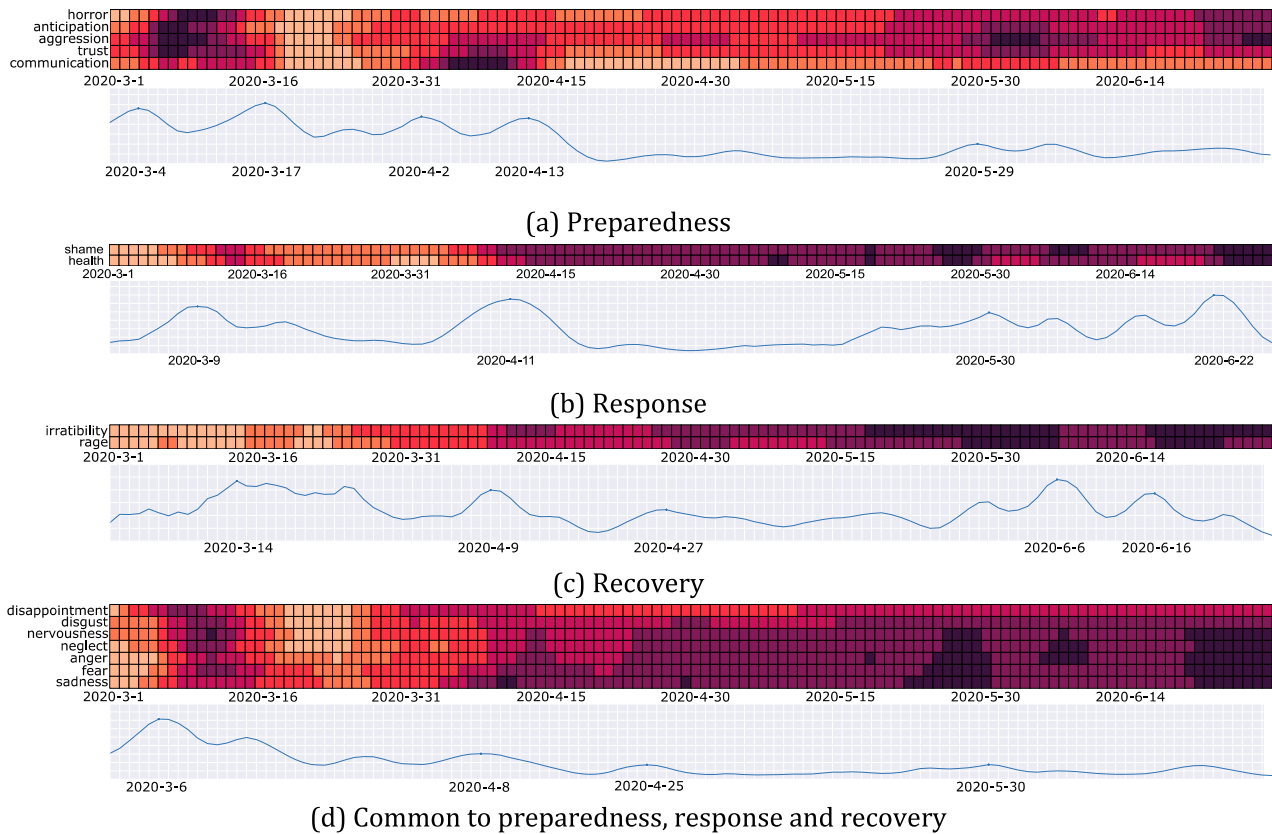 horror
anticipation
aggression
trust
communication
2020-3-1 2020-3-16 2020-3-31 2020-4-15 2020-4-30 2020-5-15 2020-5-30 2020-6-14
2020-3-4 2020-3-17 2020-4-2 2020-4-13 2020-5-29
(a) Preparedness
shame
health
2020-3-1 2020-3-16 2020-3-31 2020-4-15 2020-4-30 2020-5-15 2020-5-30 2020-6-14
2020-3-9 2020-4-11 2020-5-30 2020-6-22
(b) Response
irratibility
rage
2020-3-1 2020-3-16 2020-3-31 2020-4-15 2020-4-30 2020-5-15 2020-5-30 2020-6-14
2020-3-14 2020-4-9 2020-4-27 2020-6-6 2020-6-16
(c) Recovery
disappointment
disgust
nervousness
neglect
anger
fear
sadness
2020-3-1 2020-3-16 2020-3-31 2020-4-15 2020-4-30 2020-5-15 2020-5-30 2020-6-14
2020-3-6 2020-4-8 2020-4-25 2020-5-30
(d) Common to preparedness, response and recovery